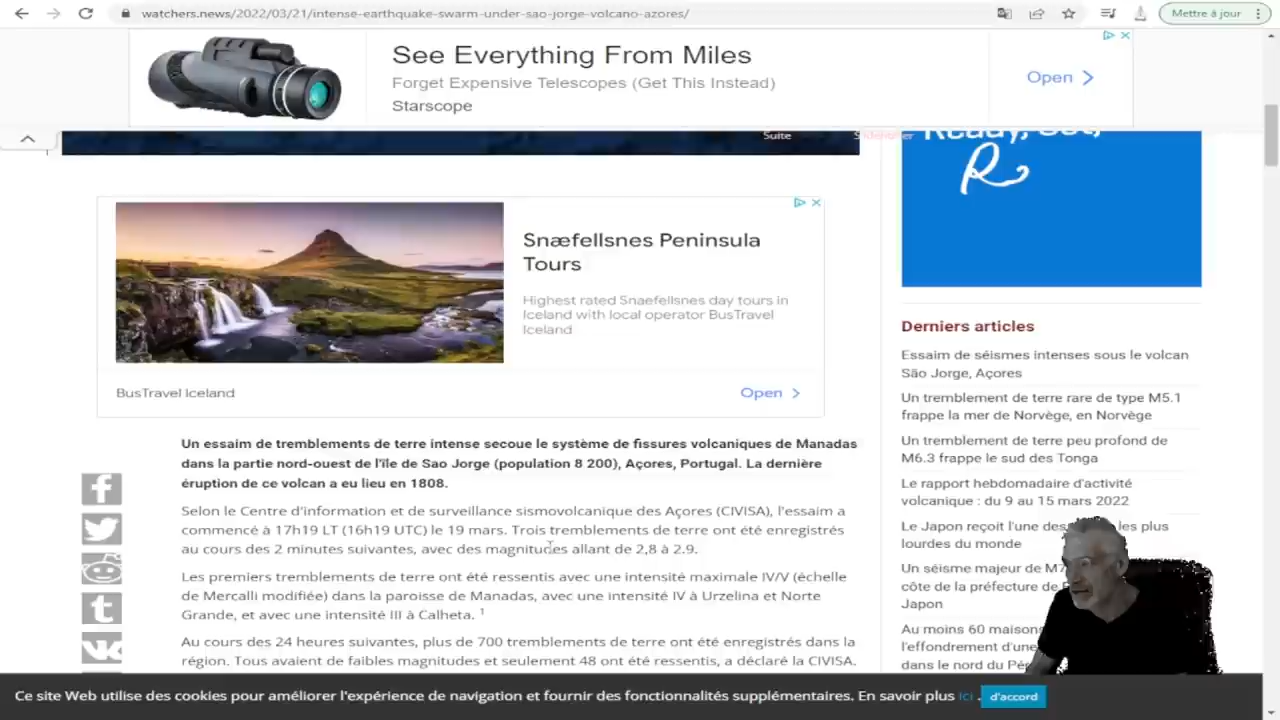 watchers.news/2022/03/21/intense-earthquake-swarm-under-sao-jorge-volcano-azores/
Mettre à jour
See Everything From Miles
Forget Expensive Telescopes (Get This Instead)
Starscope
Open
Suite
Ready, Set,
R
Snæfellsnes Peninsula
Tours
Highest rated Snaefellsnes day tours in
Iceland with local operator BusTravel
Iceland
BusTravel Iceland
Open
Un essaim de tremblements de terre intense secoue le système de fissures volcaniques de Manadas
dans la partie nord-ouest de l'île de Sao Jorge (population 8 200), Açores, Portugal. La dernière
éruption de ce volcan a eu lieu en 1808.
Selon le Centre d'information et de surveillance sismovolcanique des Açores (CIVISA), l'essaim a
commencé à 17h19 LT (16h19 UTC) le 19 mars. Trois tremblements de terre ont été enregistrés
au cours des 2 minutes suivantes, avec des magnitudes allant de 2,8 à 2.9.
Les premiers tremblements de terre ont été ressentis avec une intensité maximale IV/V (échelle
de Mercalli modifiée) dans la paroisse de Manadas, avec une intensité IV à Urzelina et Norte
Grande, et avec une intensité III à Calheta. 1
Au cours des 24 heures suivantes, plus de 700 tremblements de terre ont été enregistrés dans la
région. Tous avaient de faibles magnitudes et seulement 48 ont été ressentis, a déclaré la CIVISA.
Derniers articles
Essaim de séismes intenses sous le volcan
São Jorge, Açores
Un tremblement de terre rare de type M5.1
frappe la mer de Norvège, en Norvège
Un tremblement de terre peu profond de
M6.3 frappe le sud des Tonga
Le rapport hebdomadaire d'activité
volcanique : du 9 au 15 mars 2022
Le Japon reçoit l'une des les plus
lourdes du monde
Un séisme majeur de M7
côte de la préfecture de
Japon
Au moins 60 maisons
l'effondrement d'une
dans le nord du
Ce site Web utilise des cookies pour améliorer l'expérience de navigation et fournir des fonctionnalités supplémentaires. En savoir plus ici . d'accord